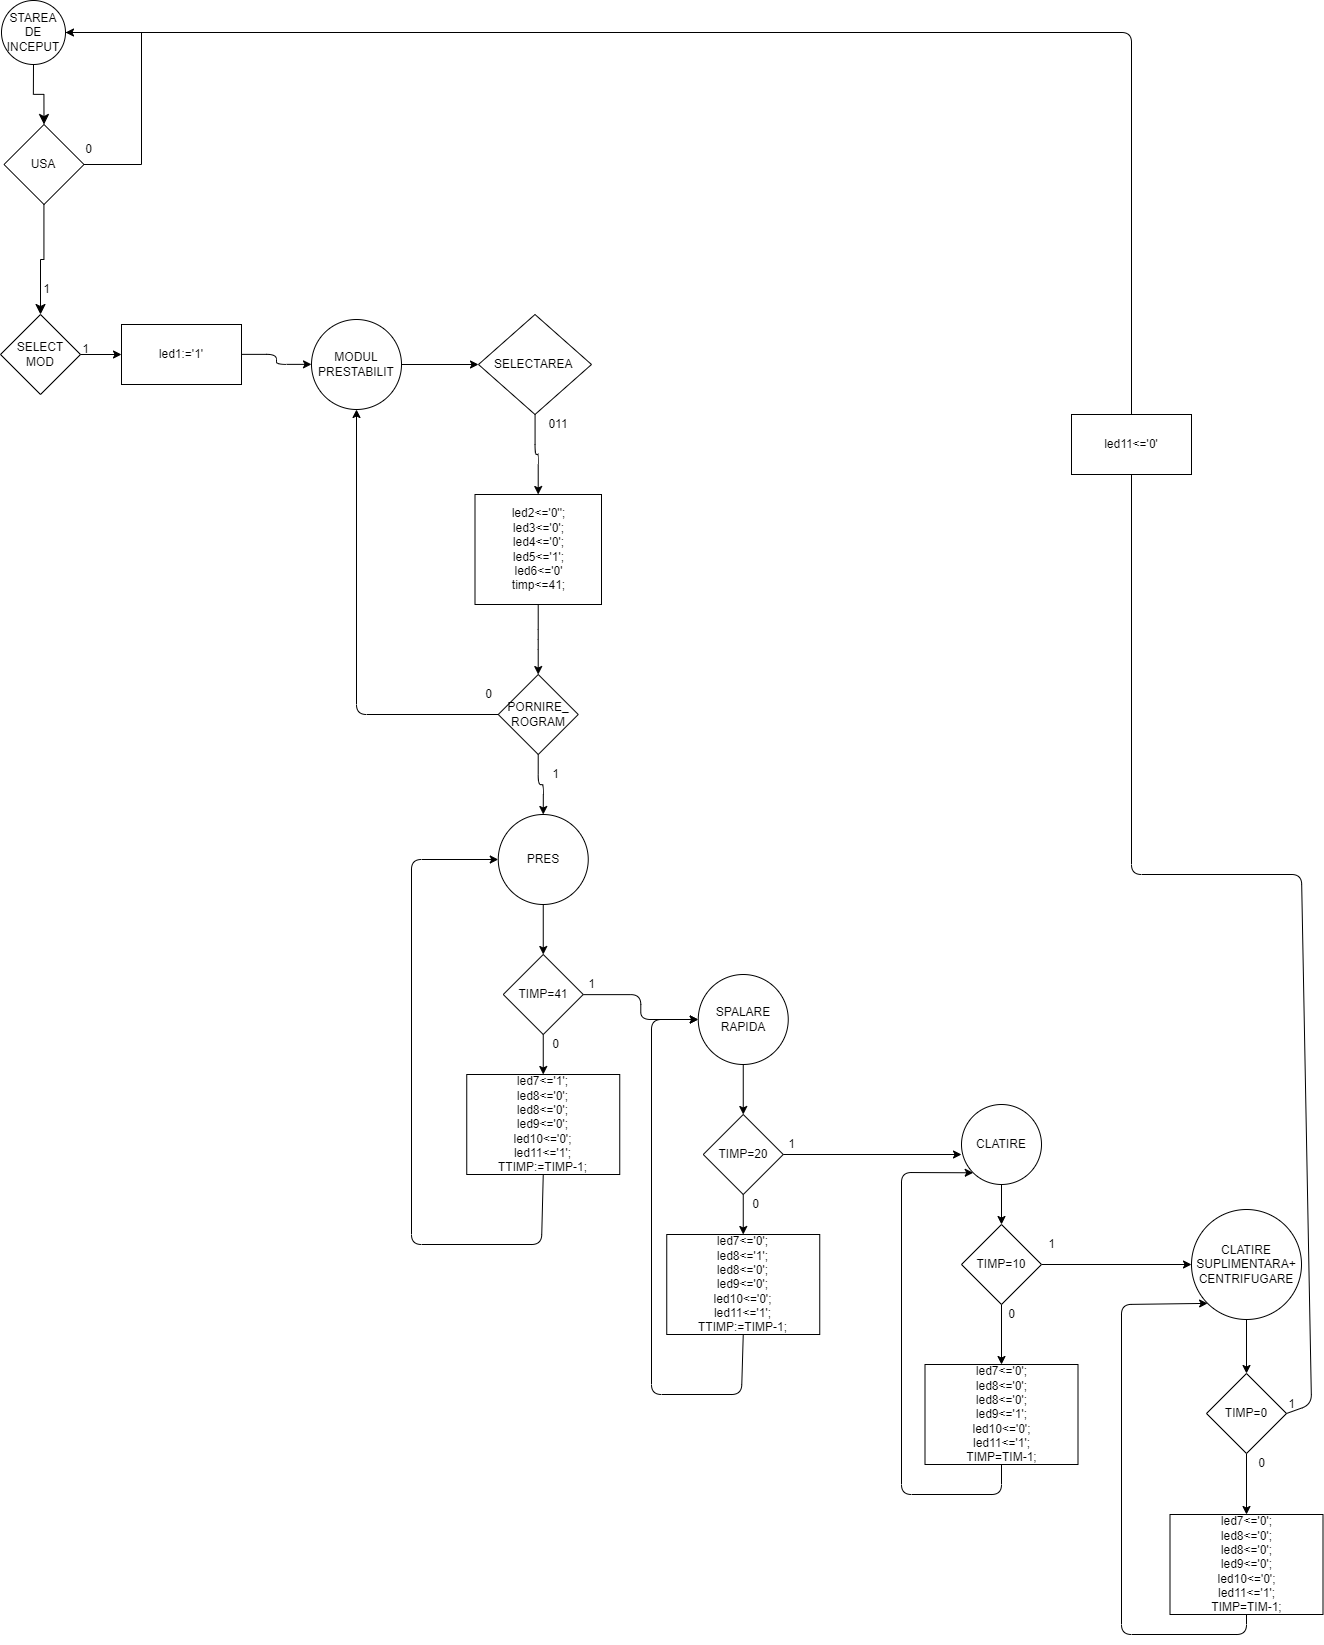 STAREA
DE
INCEPUT
USA
0
1
SELECT
MOD
1
led1:='1'
MODUL
PRESTABILIT
SELECTAREA
011
led2<='0";
led3<='0';
led4<='0';
led5<='1';
led6<='0'
timp<=41;
led11<='0'
0
PORNIRE_
ROGRAM
1
PRES
TIMP=41
1
0
led7<='1';
led8<='0';
led8<='0';
led9<='0';
led10<='0';
led11<='1';
TTIMP:=TIMP-1;
SPALARE
RAPIDA
TIMP=20
1
0
led7<='0';
led8<='1';
led8<='0';
led9<='0';
led10<='0';
led11<='1';
TTIMP:=TIMP-1;
CLATIRE
TIMP=10
1
0
led7<='0';
led8<='0';
led8<='0';
led9<='1';
led10<='0';
led11<='1';
TIMP=TIM-1;
CLATIRE
SUPLIMENTARA+
CENTRIFUGARE
TIMP=0
1
0
led7<='0';
led8<='0';
led8<='0';
led9<='0';
led10<='0';
led11<='1';
TIMP=TIM-1;